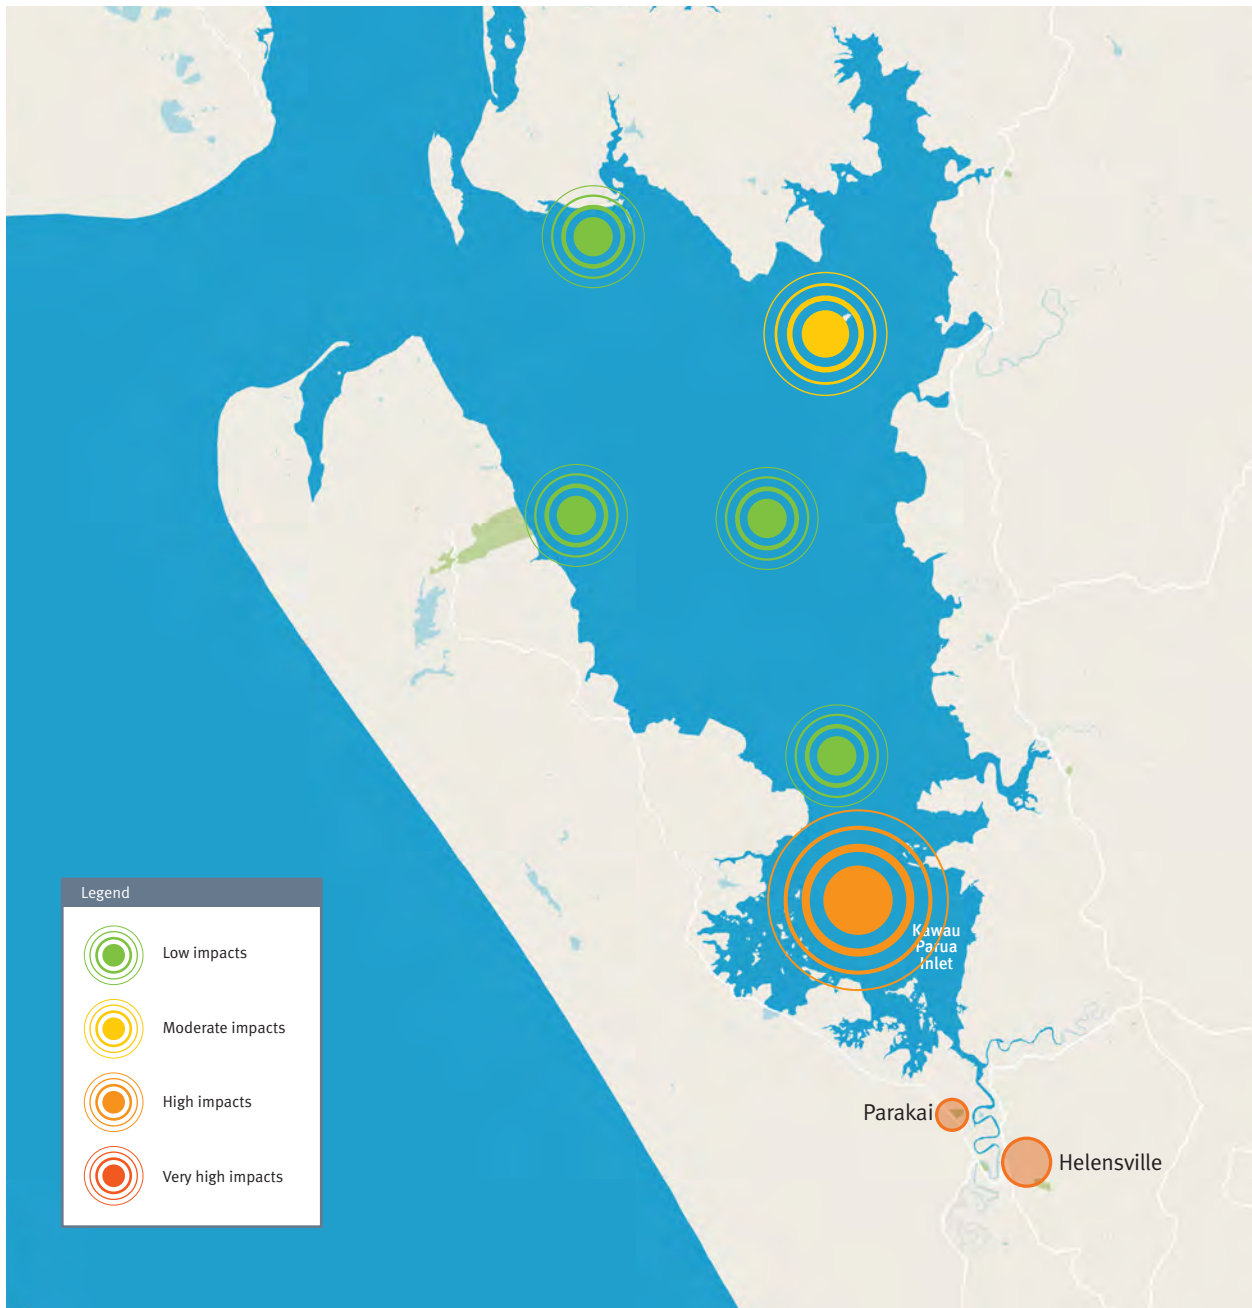 Kawau
Parua
Inlet
Legend
Low impacts
Moderate impacts
High impacts
Very high impacts
Parakai
Helensville